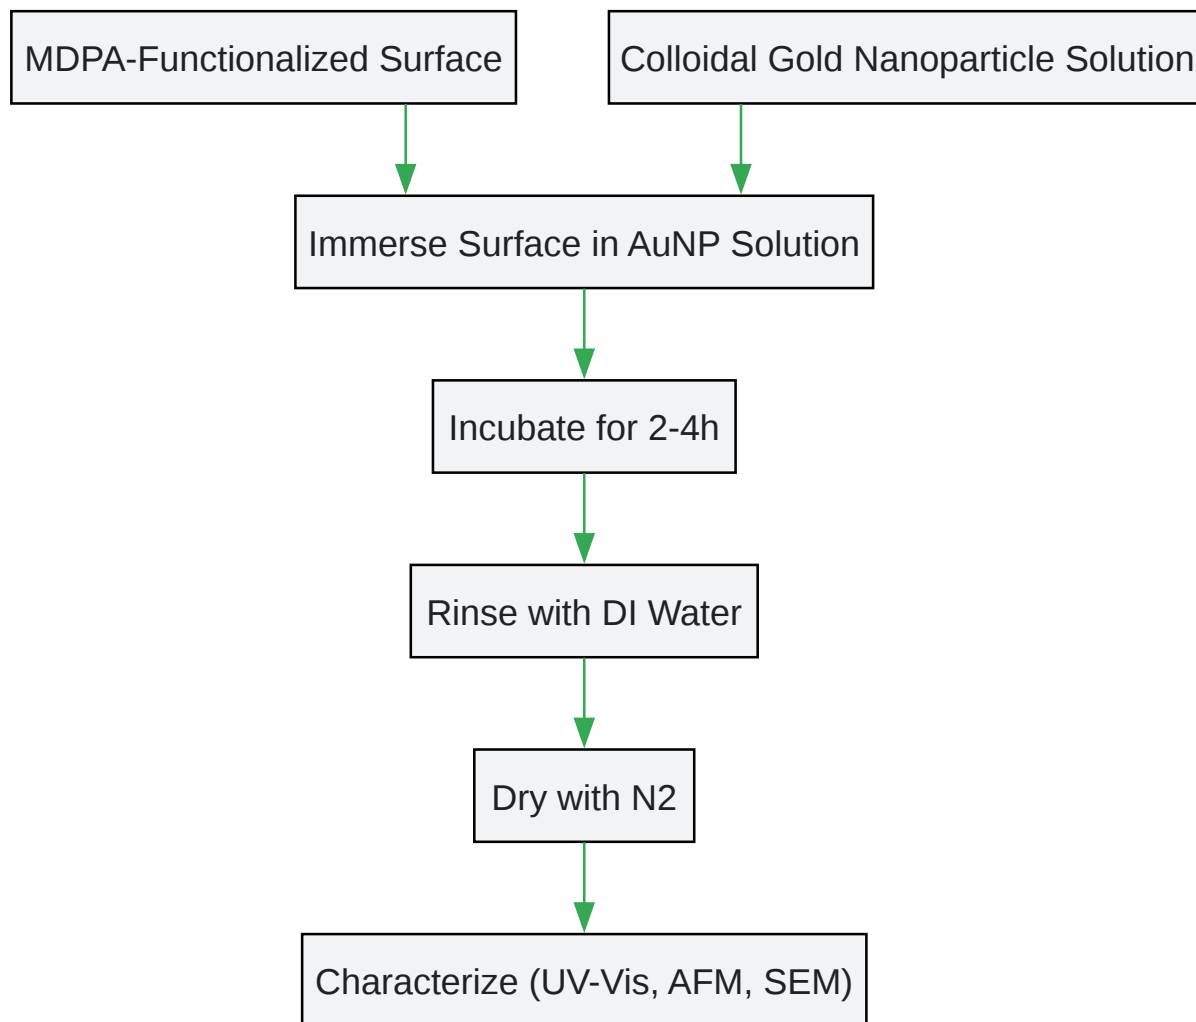 MDPA-Functionalized Surface
Colloidal Gold Nanoparticle Solution
Immerse Surface in AuNP Solution
Incubate for 2-4h
Rinse with DI Water
Dry with N2
Characterize (UV-Vis, AFM, SEM)